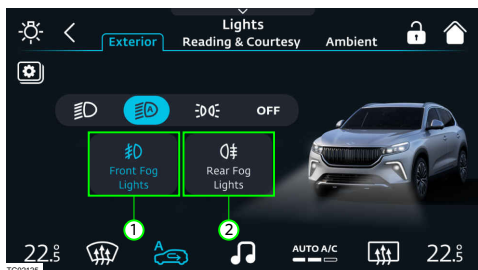 Lights
Exterior
Reading & Courtesy
Ambient
A
OFF
Front Fog
Lights
Rear Fog
Lights
1
2
22.5
A
AUTO A/C
22.5